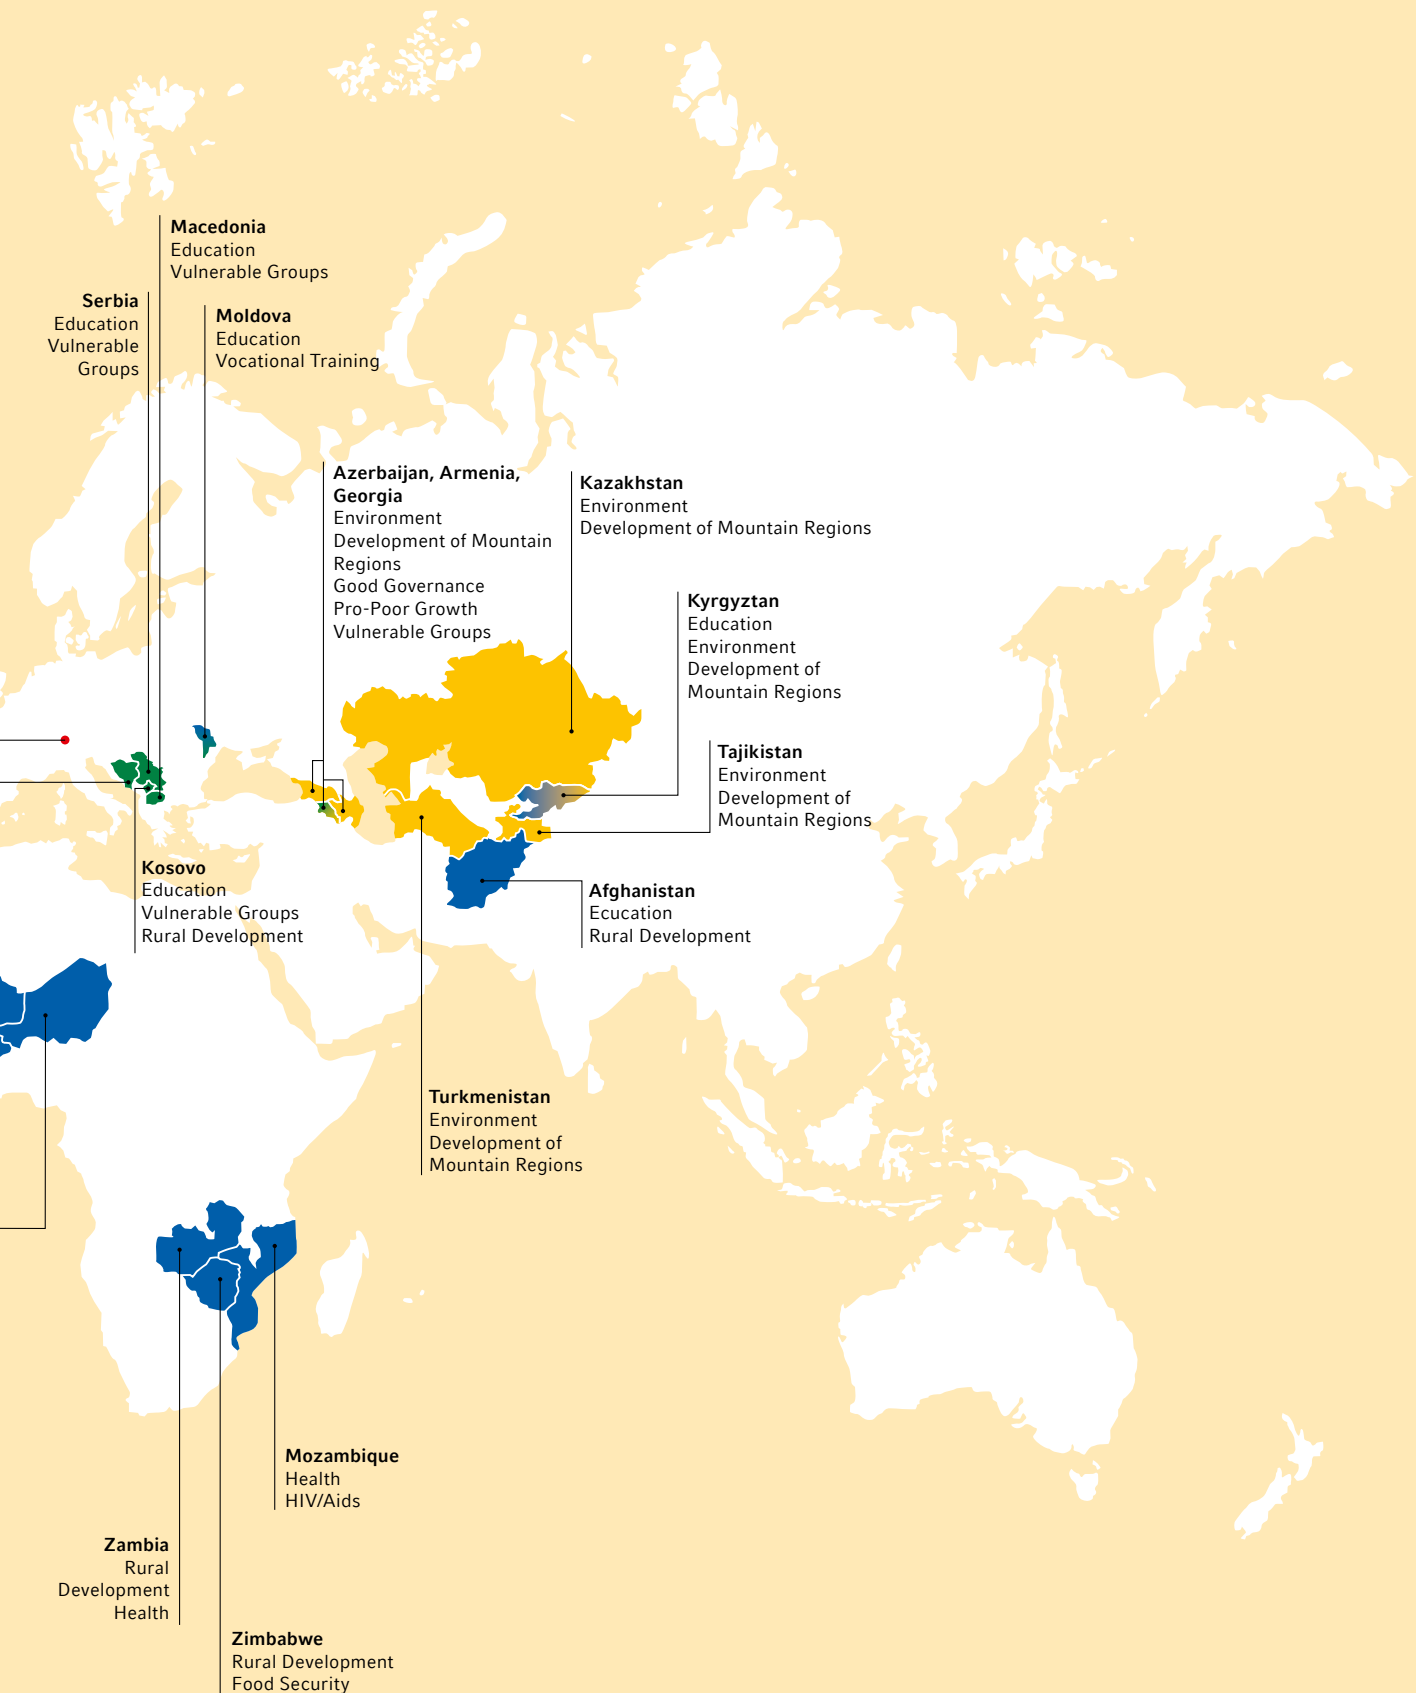 Macedonia
Education
Vulnerable Groups
Serbia
Education
Vulnerable
Groups
Moldova
Education
Vocational Training
Azerbaijan, Armenia,
Georgia
Environment
Development of Mountain
Regions
Good Governance
Pro-Poor Growth
Vulnerable Groups
Kazakhstan
Environment
Development of Mountain Regions
Kyrgyztan
Education
Environment
Development of
Mountain Regions
Tajikistan
Environment
Development of
Mountain Regions
Kosovo
Education
Vulnerable Groups
Rural Development
Afghanistan
Ecucation
Rural Development
Turkmenistan
Environment
Development of
Mountain Regions
Mozambique
Health
HIV/Aids
Zambia
Rural
Development
Health
Zimbabwe
Rural Development
Food Security